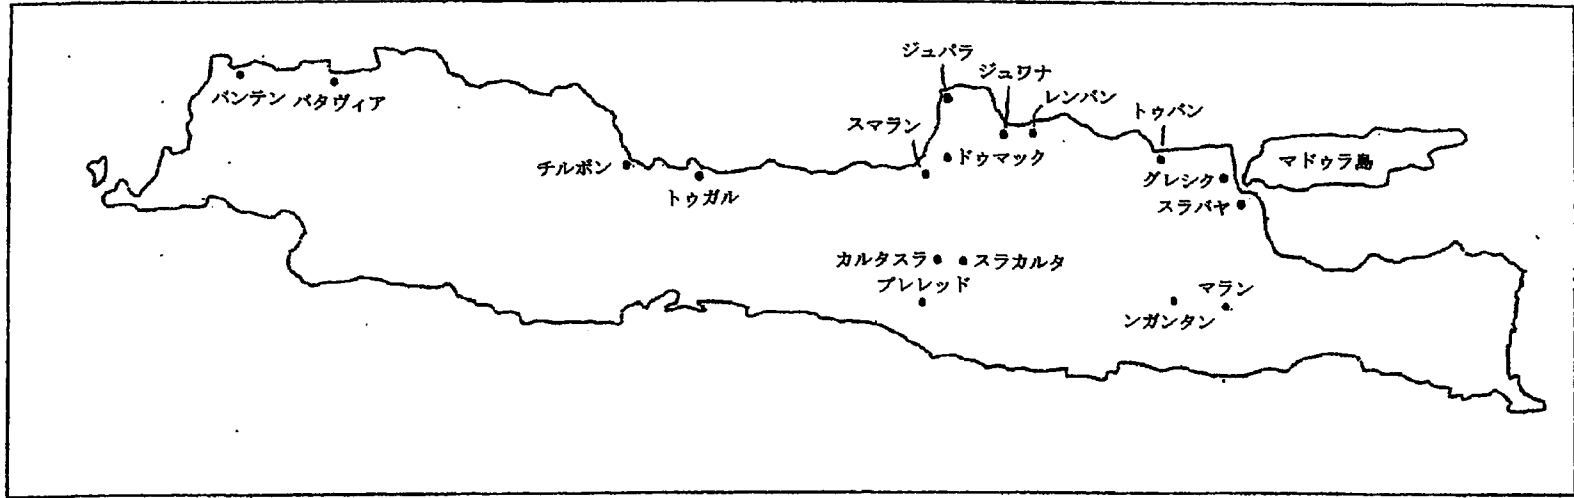 ジュパラ
ジュワナ
レンバン
トゥバン
バンテン バタヴィア
スマラン
ドゥマック
チルボン
トゥガル
マドゥラ島
グレシク
スラバヤ
カルタスラ スラカルタ
プレレッド
マラン
ンガンタン